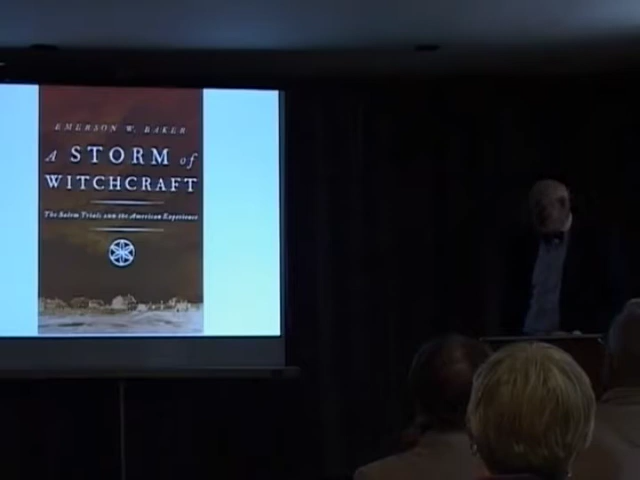 EMERSON W. BAKER
A STORM of
WITCHCRAFT
The Salem Trials and the American Experience